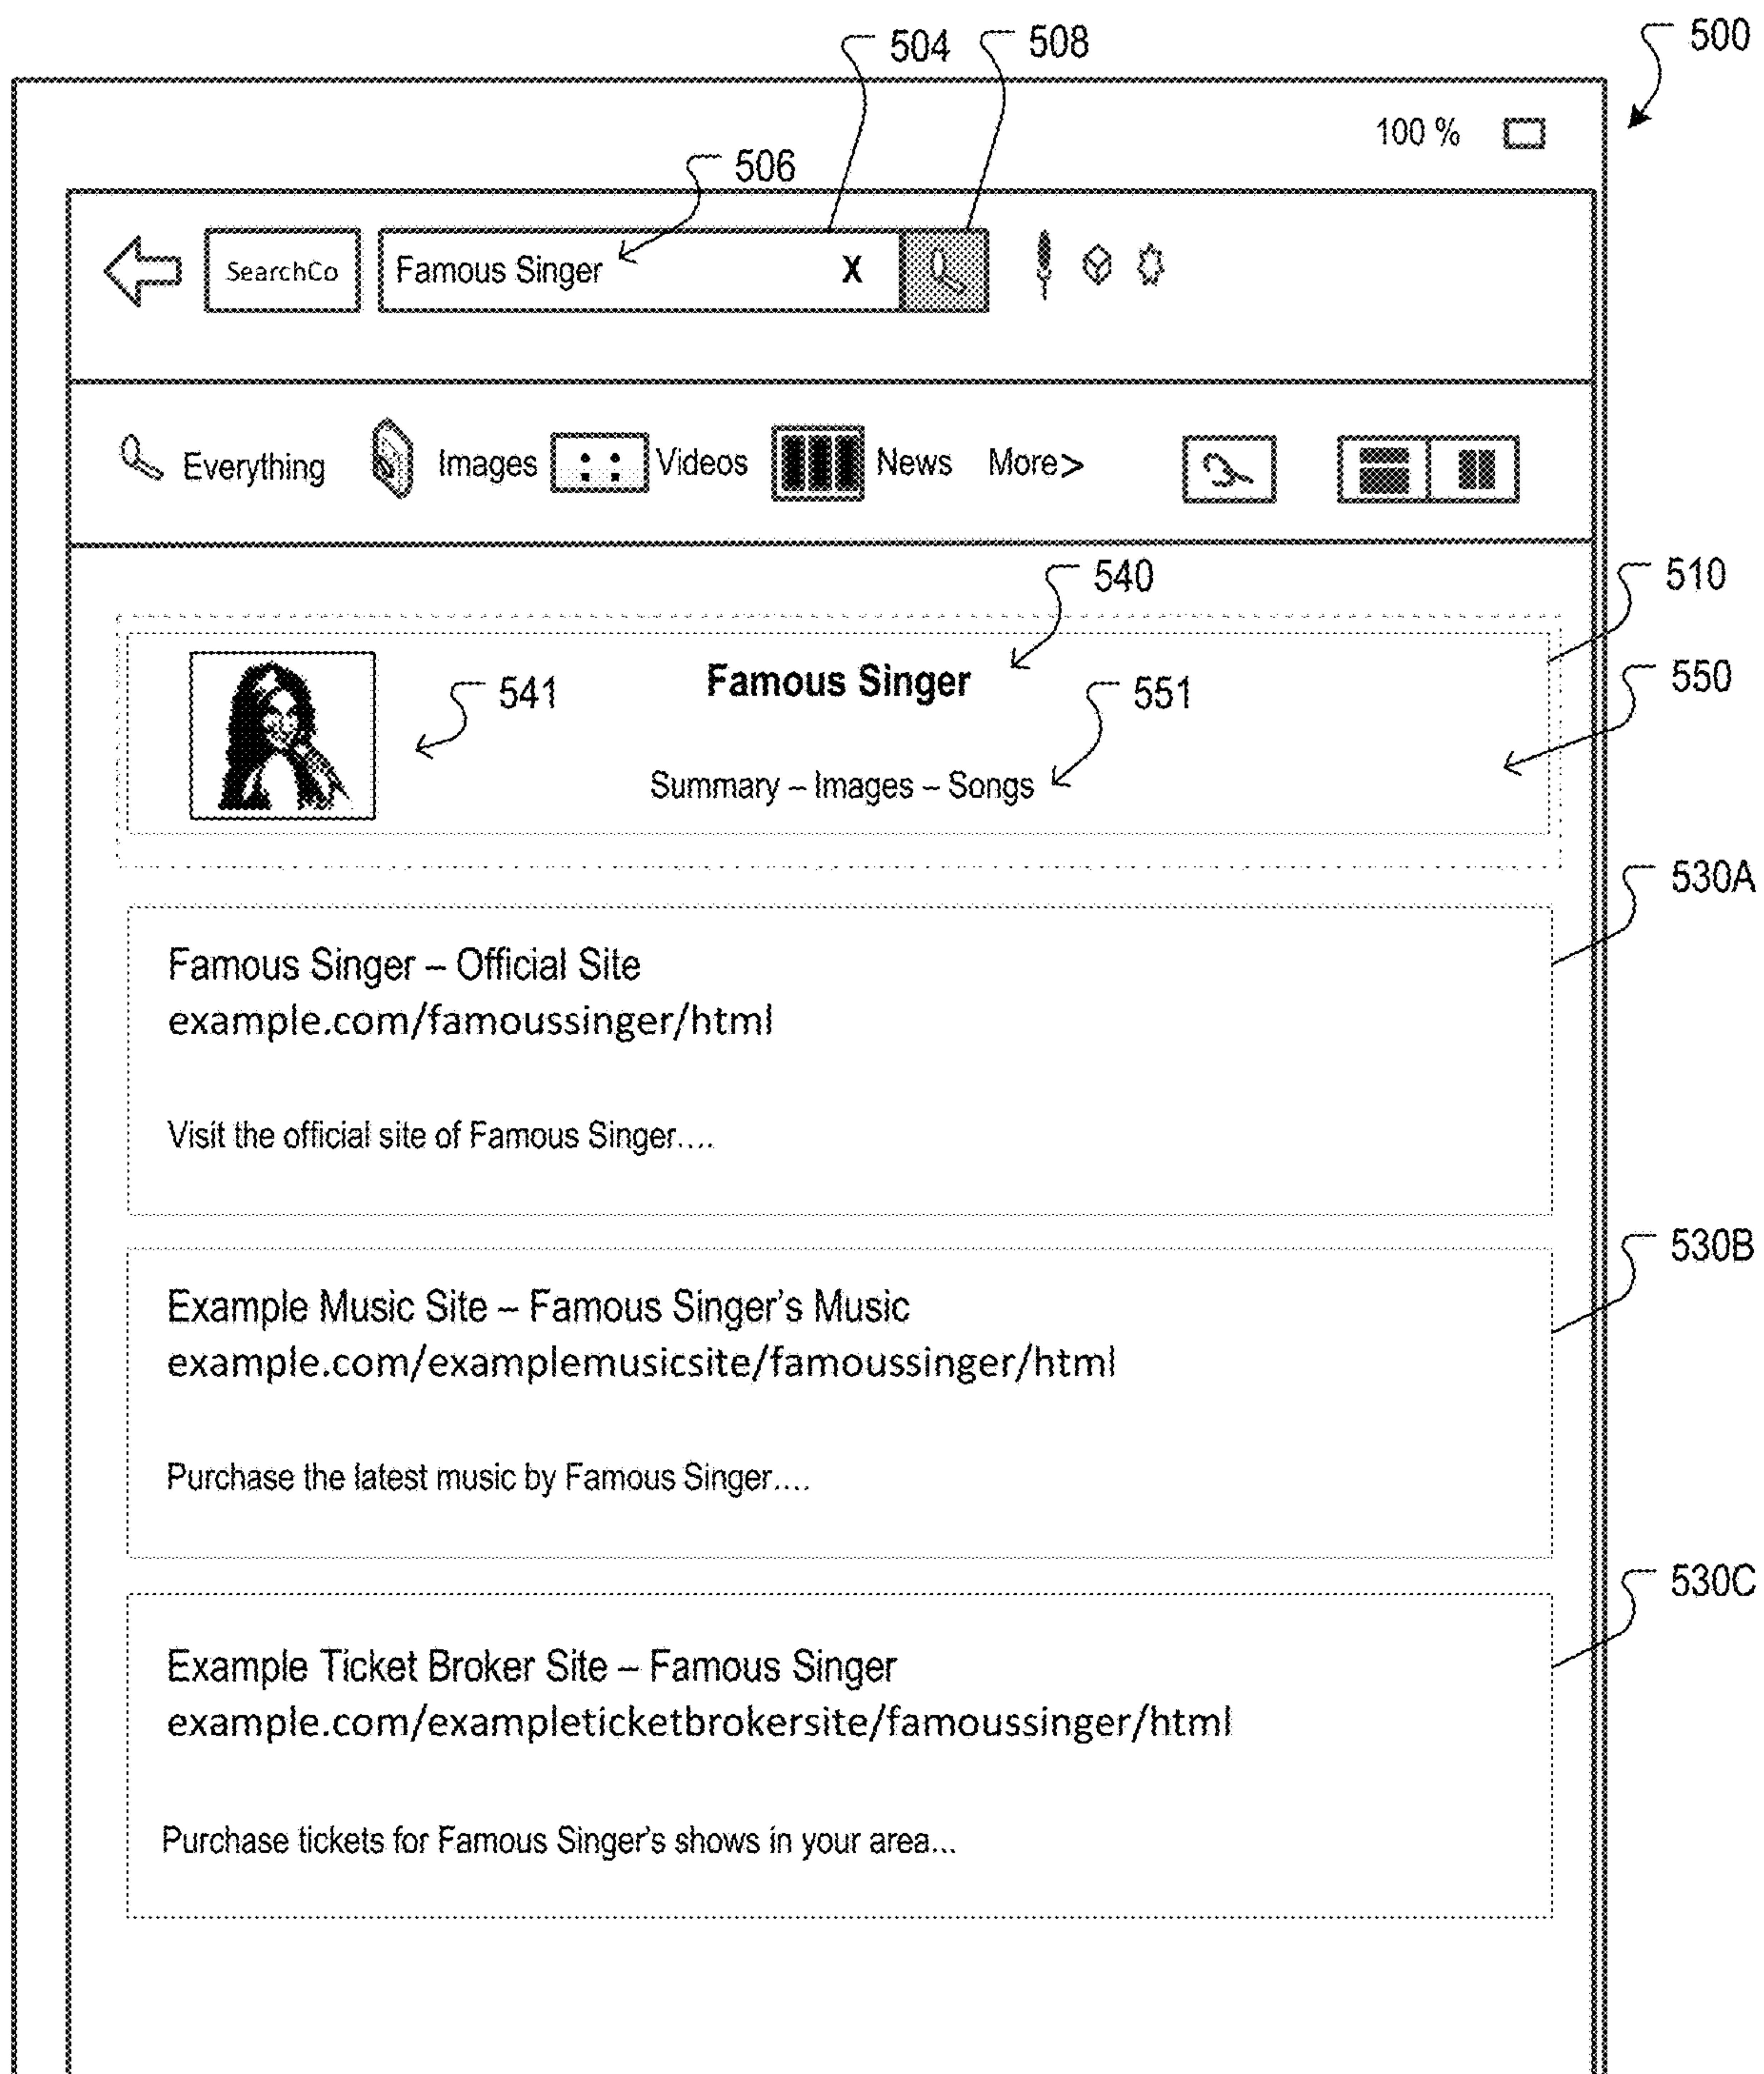 504 508 500
100 %
506
SearchCo Famous Singer X
Everything Images Videos News More>
540 510
541 Famous Singer 551 550
Summary – Images – Songs
530A
Famous Singer – Official Site
example.com/famoussinger/html
Visit the official site of Famous Singer....
530B
Example Music Site – Famous Singer's Music
example.com/examplemusicsite/famoussinger/html
Purchase the latest music by Famous Singer....
530C
Example Ticket Broker Site – Famous Singer
example.com/exampleticketbrokersite/famoussinger/html
Purchase tickets for Famous Singer's shows in your area...